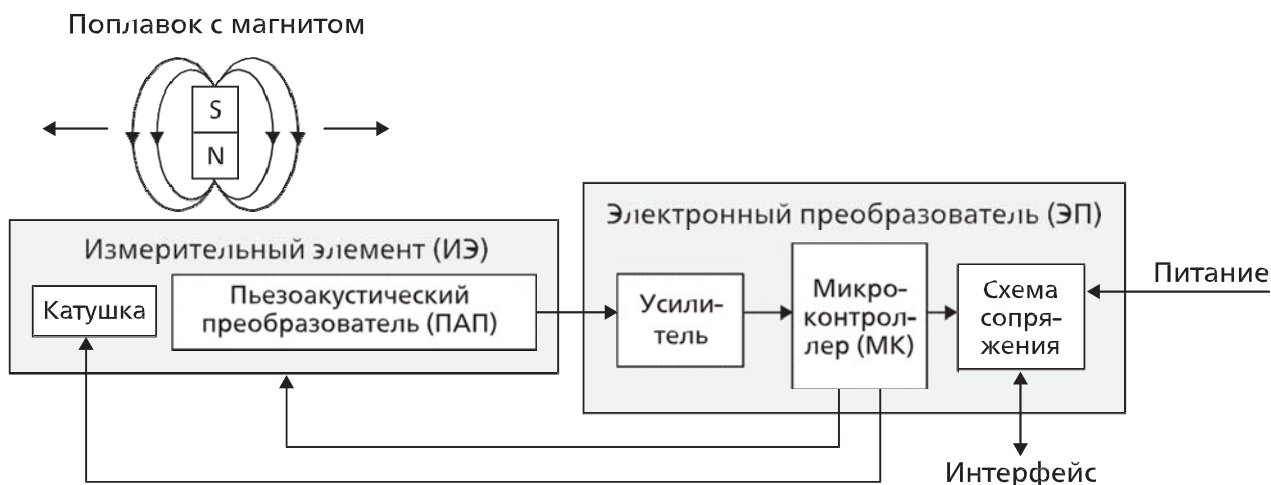 Поплавок с магнитом
S
N
Электронный преобразователь (ЭП)
Измерительный элемент (ИЭ)
Катушка
Пьезоакустический
преобразователь (ПАП)
Усили-
тель
Микро-
контрол-
лер (МК)
Схема
сопря-
жения
Питание
Интерфейс